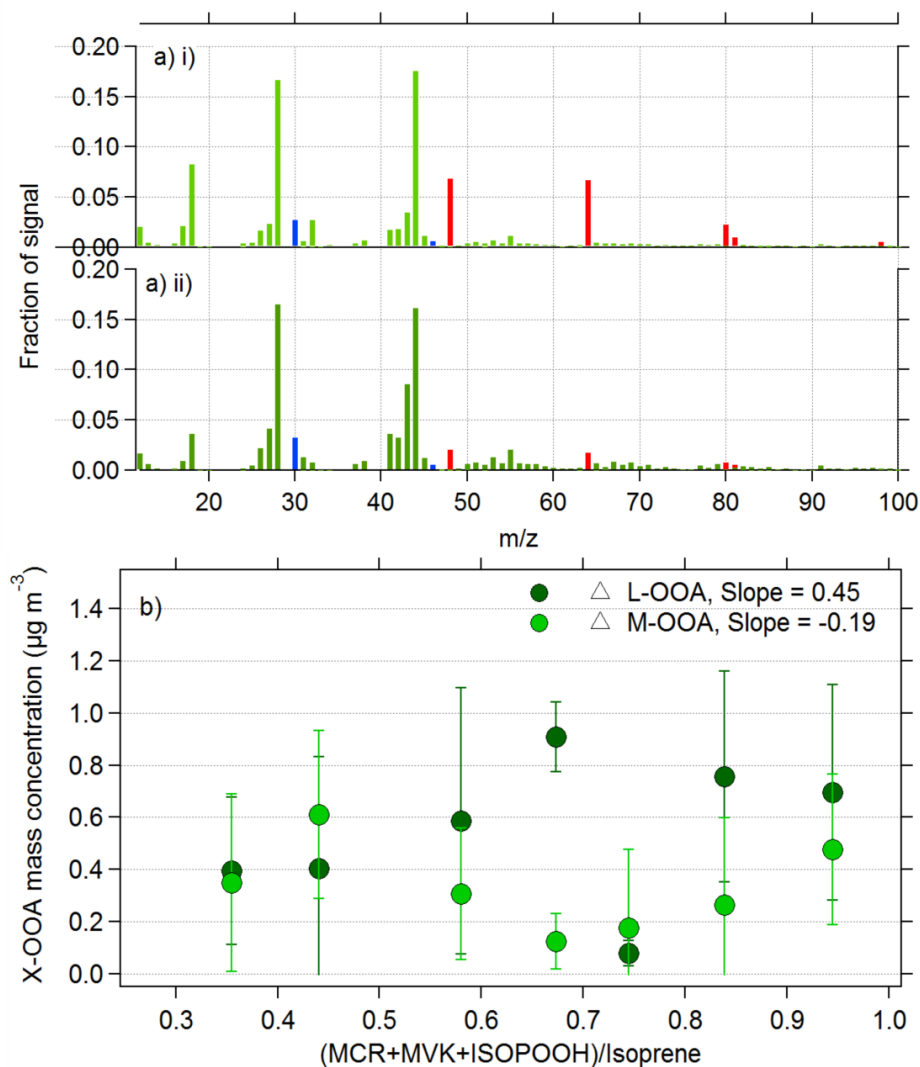 0.20
a) i)
0.15
0.10
0.05
0.00
0.20
a) ii)
0.15
0.10
0.05
0.00
Fraction of signal
20 30 40 50 60 70 80 90 100
m/z
b)
L-OOA, Slope = 0.45
M-OOA, Slope = -0.19
1.4
1.2
1.0
0.8
0.6
0.4
0.2
0.0
X-OOA mass concentration (µg m⁻³)
0.3 0.4 0.5 0.6 0.7 0.8 0.9 1.0
(MCR+MVK+ISOPOOH)/Isoprene